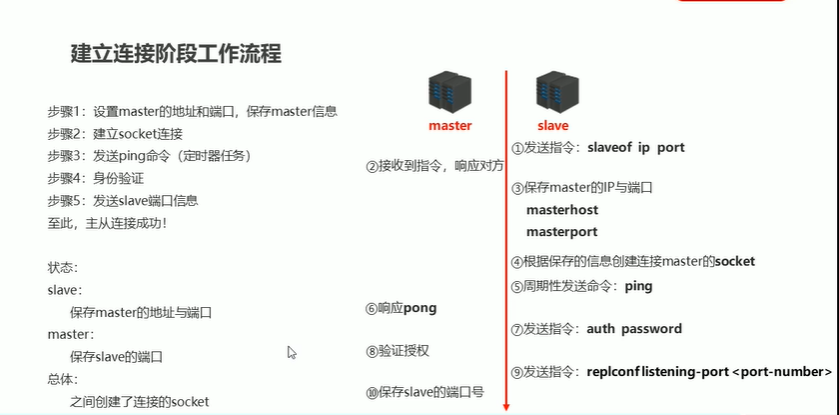 建立连接阶段工作流程
步骤1：设置master的地址和端口，保存master信息
步骤2：建立socket连接
步骤3：发送ping命令（定时器任务）
步骤4：身份验证
步骤5：发送slave端口信息
至此，主从连接成功！
状态：
slave：
保存master的地址与端口
master：
保存slave的端口
总体：
之间创建了连接的socket
master
slave
①发送指令：slaveof ip port
②接收到指令，响应对方
③保存master的IP与端口
masterhost
masterport
④根据保存的信息创建连接master的socket
⑤周期性发送命令：ping
⑥响应pong
⑦发送指令：auth password
⑧验证授权
⑨发送指令：replconf listening-port <port-number>
⑩保存slave的端口号